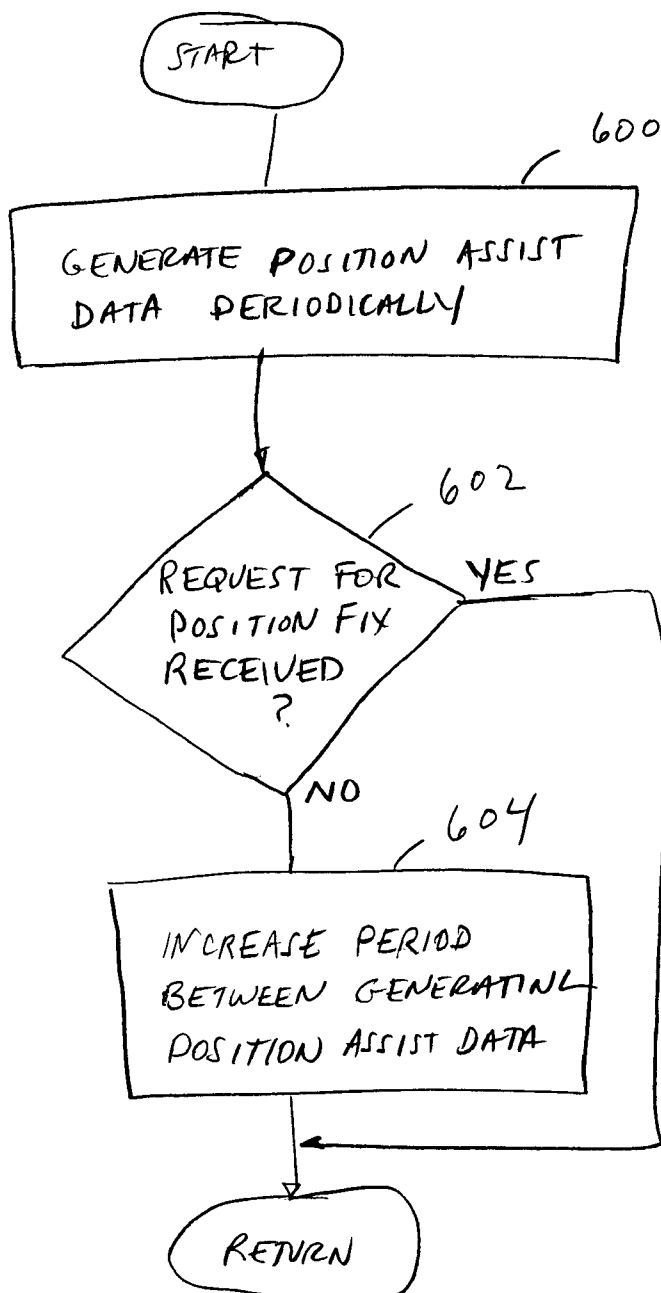 START
600
GENERATE POSITION ASSIST
DATA PERIODICALLY
602
REQUEST FOR
POSITION FIX
RECEIVED
?
YES
NO
604
INCREASE PERIOD
BETWEEN GENERATING
POSITION ASSIST DATA
RETURN